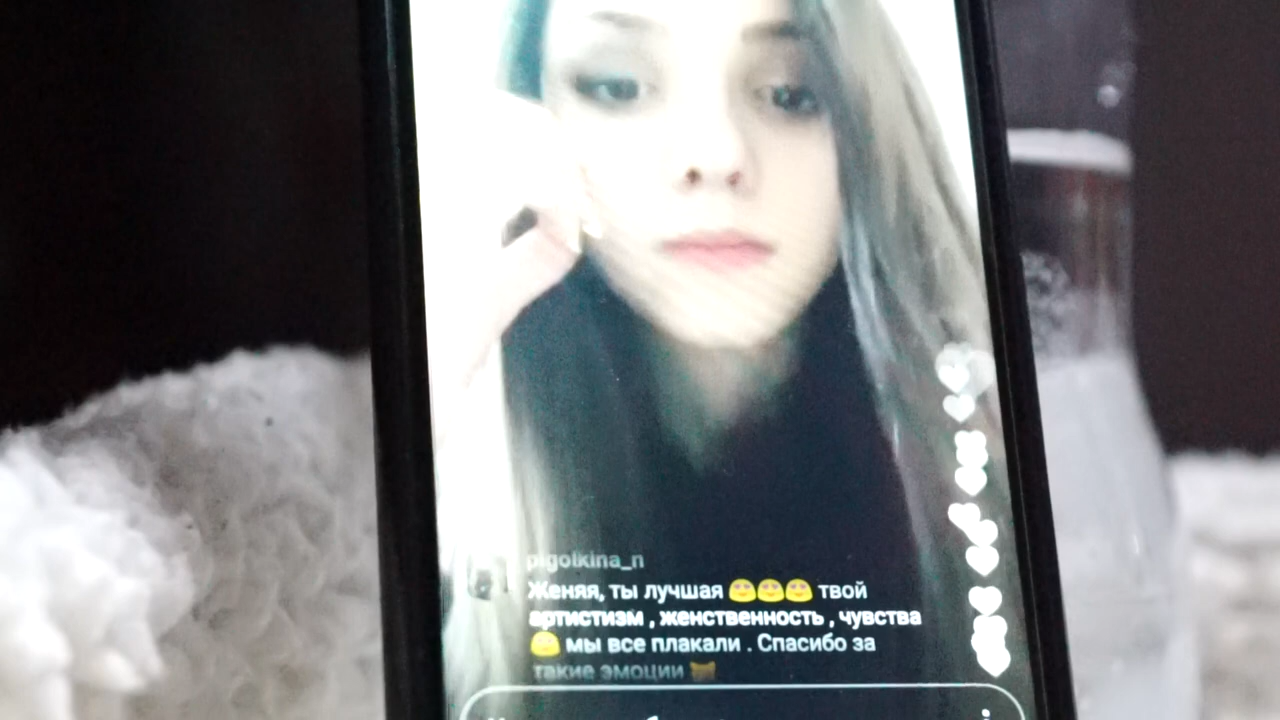 pigolkina_n
Женяя, ты лучшая 😍😍😍 твой
артистизм , женственность , чувства
мы все плакали . Спасибо за
такие эмоции